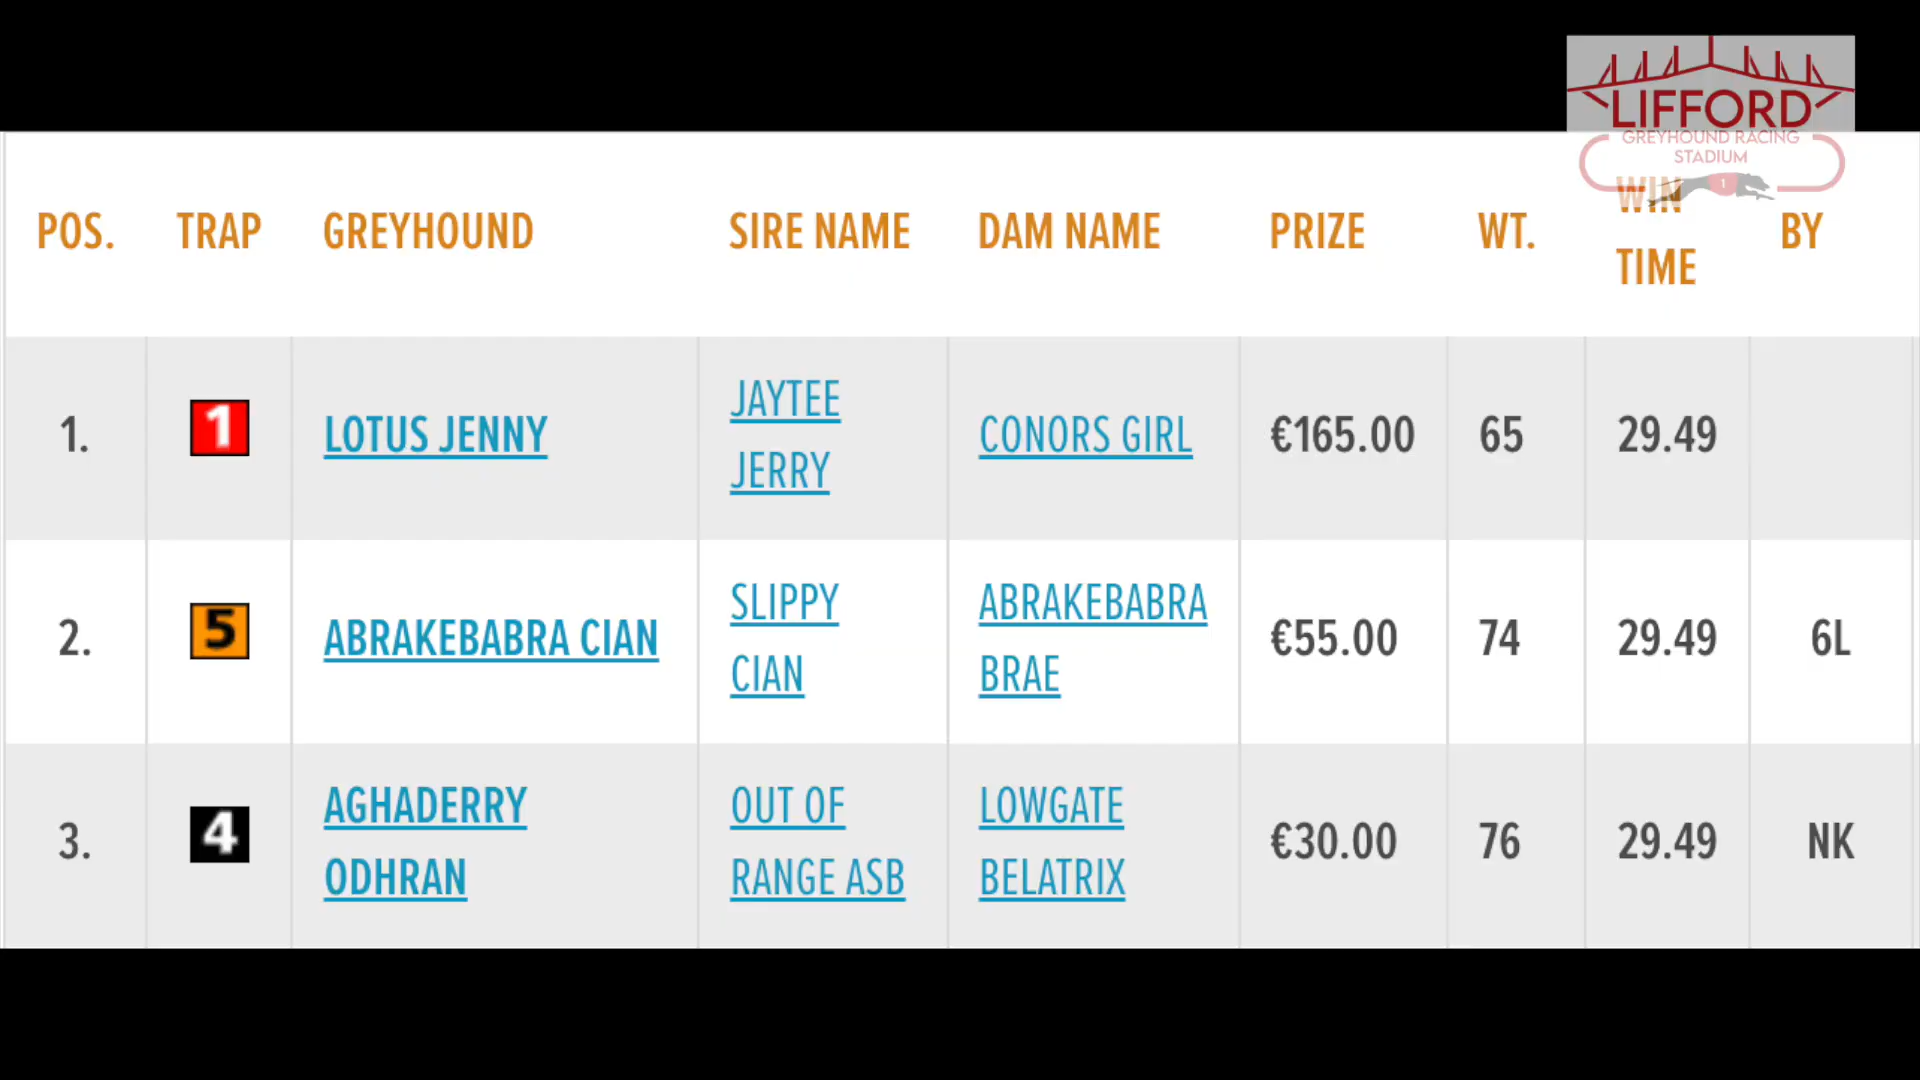 LIFFORD
GREYHOUND RACING
STADIUM
1
POS. TRAP GREYHOUND SIRE NAME DAM NAME PRIZE WT. WIN TIME BY
1. 1 LOTUS JENNY JAYTEE JERRY CONORS GIRL €165.00 65 29.49
2. 5 ABRAKEBABRA CIAN SLIPPY CIAN ABRAKEBABRA BRAE €55.00 74 29.49 6L
3. 4 AGHADERRY ODHRAN OUT OF RANGE ASB LOWGATE BELATRIX €30.00 76 29.49 NK